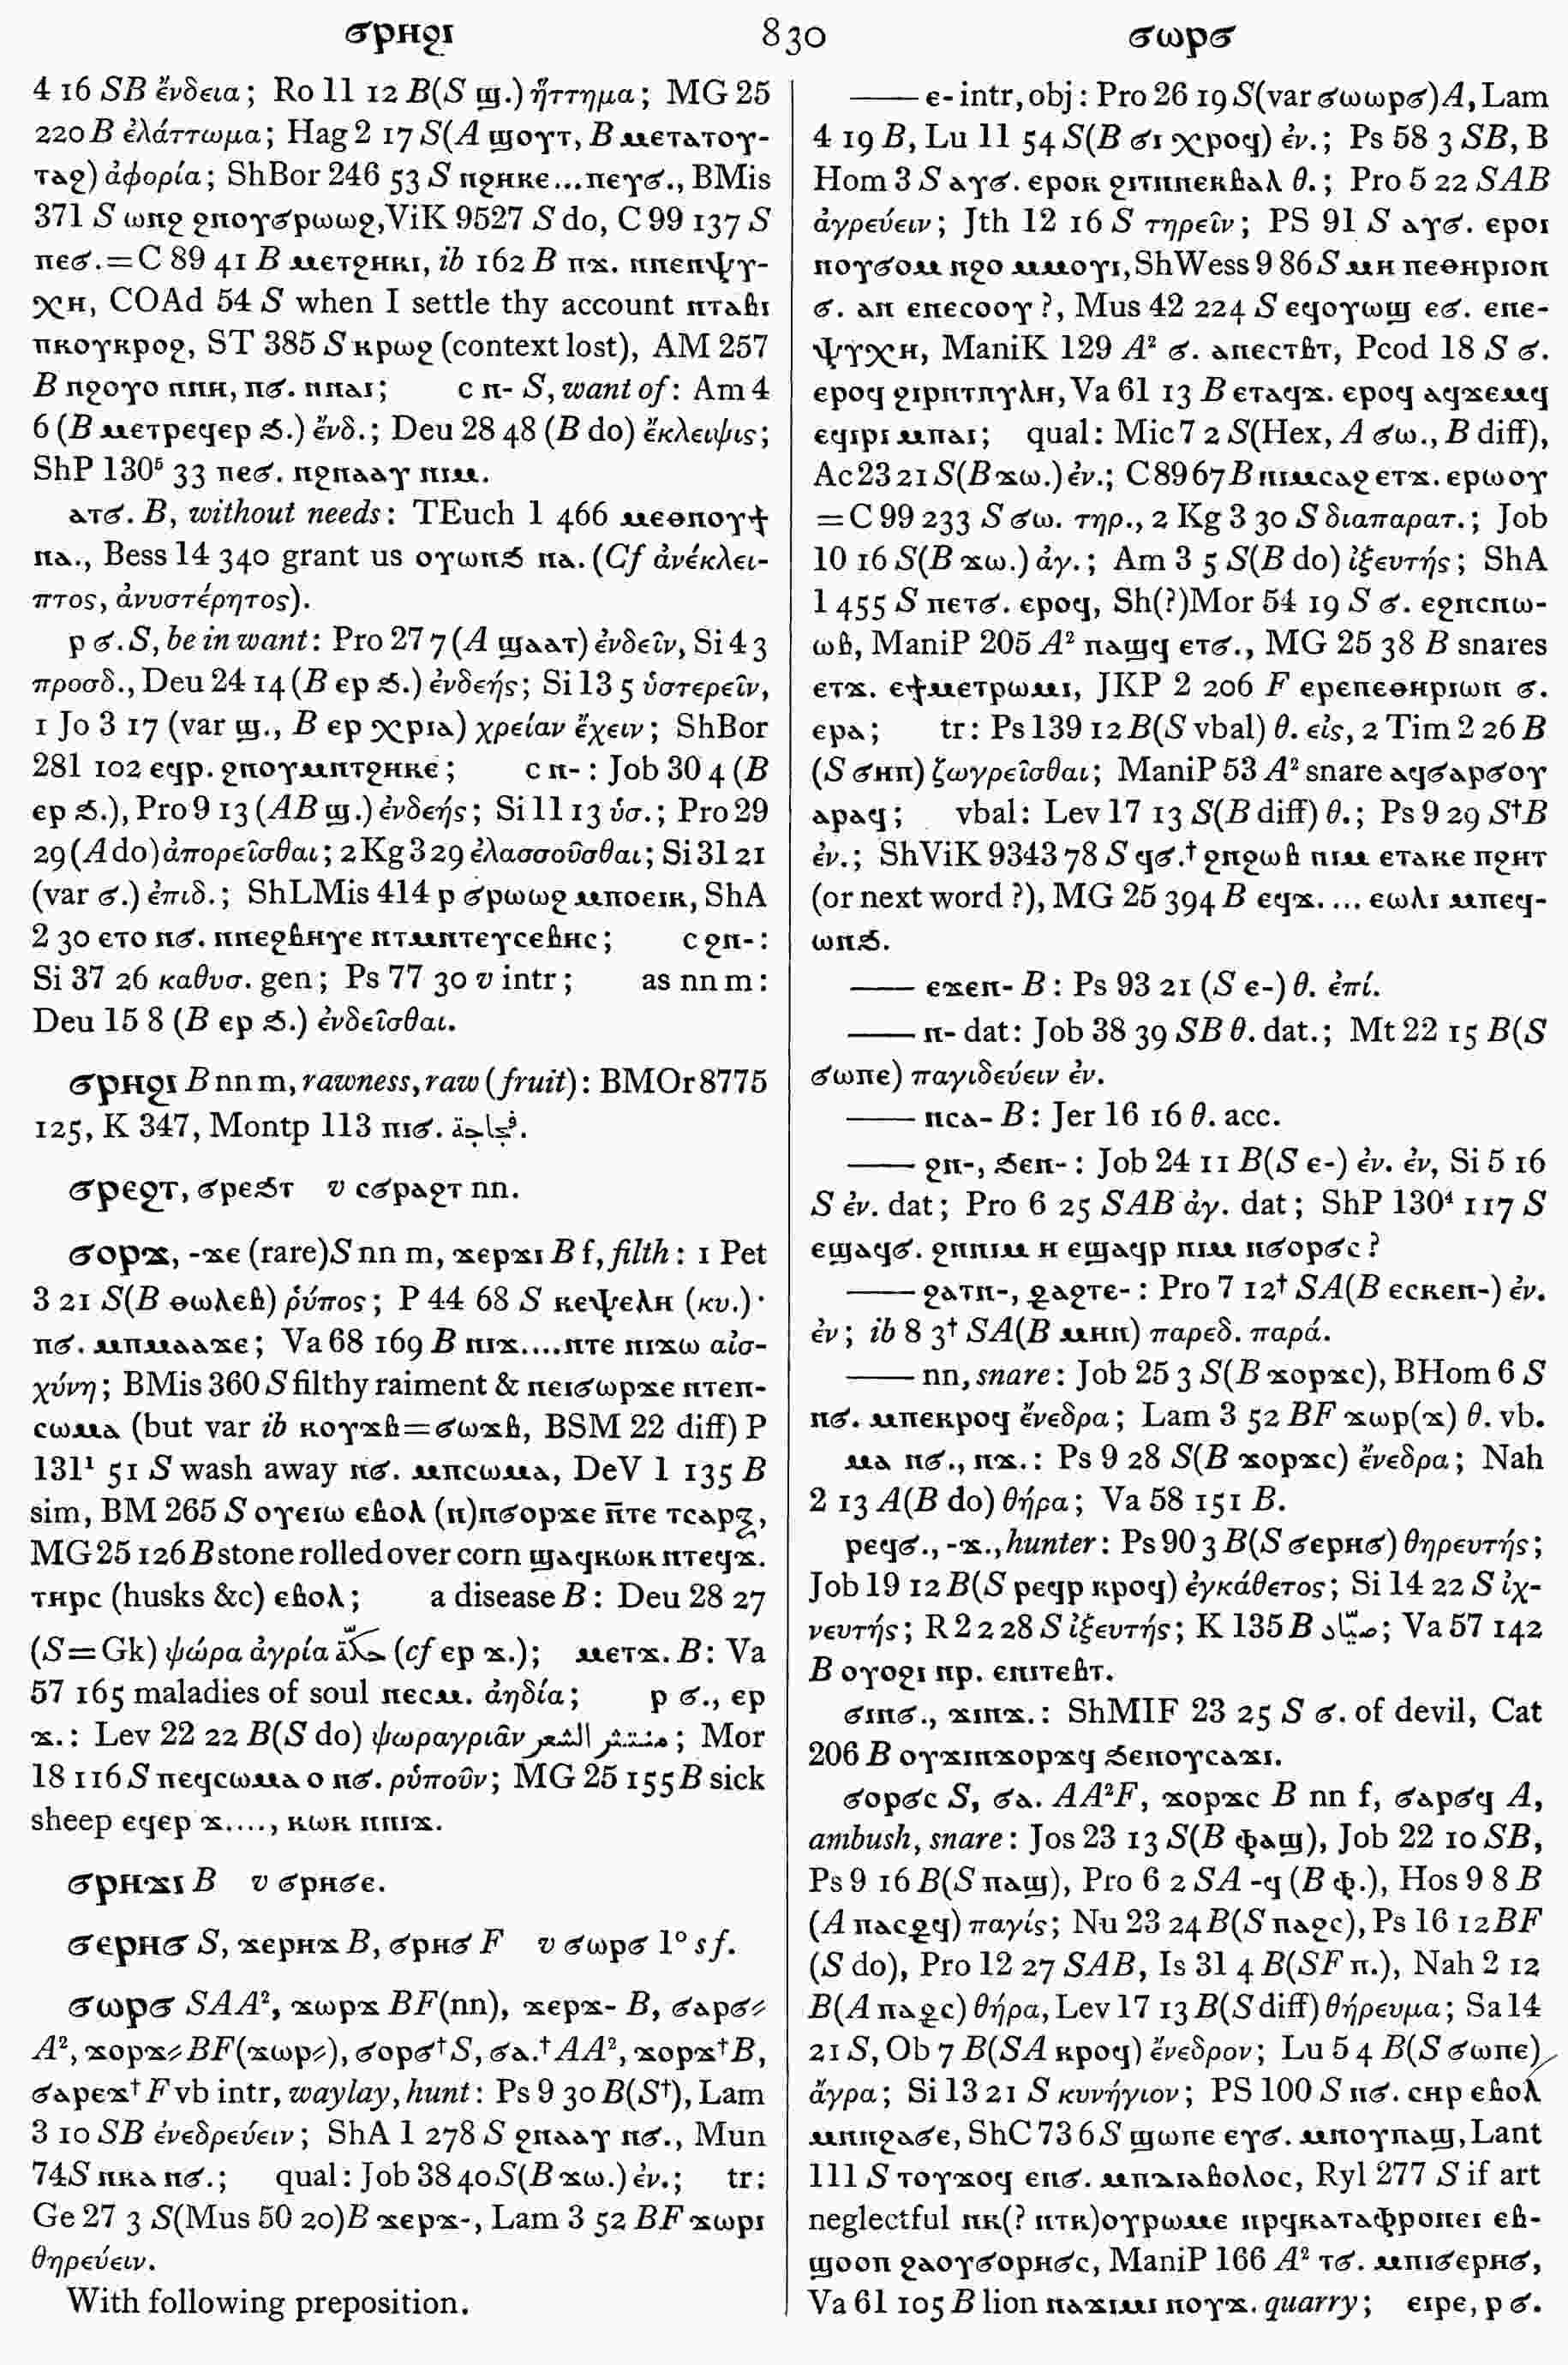 ϭⲣⲏϩⲓ 830 ϭⲱⲣϭ
4 16 SB ἔνδεια; Ro 11 12 B(S ϣ.) ἥττημα; MG 25
220 B ἐλάττωμα; Hag 2 17 S(A ϣⲟⲩⲧ, B ⲙⲉⲧⲁⲧⲟⲩ-
ⲧⲁϩ) ἀφορία; ShBor 246 53 S ⲛϩⲏⲕⲉ...ⲛⲉⲩϭ., BMis
371 S ⲱⲛϩ ϩⲛⲟⲩϭⲣⲱⲱϩ, ViK 9527 S do, C 99 137 S
ⲡⲉϭ.=C 89 41 B ⲙⲉⲧϩⲏⲕⲓ, ib 162 B ⲛϫ. ⲛⲛⲉⲛⲯⲩ-
ⲭⲏ, COAd 54 S when I settle thy account ⲛⲧⲁϥⲓ
ⲡⲕⲟⲩⲕⲣⲟϩ, ST 385 S ⲕⲣⲱϩ (context lost), AM 257
B ⲡϩⲟⲩⲟ ⲛⲛⲏ, ⲡϭ. ⲛⲛⲁⲓ; c ⲛ- S, want of: Am 4
6 (B ⲙⲉⲧⲣⲉϥⲉⲣ ϧ.) ἔνδ.; Deu 28 48 (B do) ἔκλειψις;
ShP 130⁵ 33 ⲡⲉϭ. ⲛϩⲛⲁⲁⲩ ⲛⲓⲙ.
ⲁⲧϭ. B, without needs: TEuch 1 466 ⲙⲉⲑⲛⲟⲩϯ
ⲛⲁ., Bess 14 340 grant us ⲟⲩⲱⲛϧ ⲛⲁ. (Cf ἀνέκλει-
πτος, ἀνυστέρητος).
ⲣ ϭ. S, be in want: Pro 27 7 (A ϣⲁⲁⲧ) ἐνδεῖν, Si 4 3
προσδ., Deu 24 14 (B ⲉⲣ ϧ.) ἐνδεής; Si 13 5 ὑστερεῖν,
1 Jo 3 17 (var ϣ., B ⲉⲣ ⲭⲣⲓⲁ) χρείαν ἔχειν; ShBor
281 102 ⲉϥⲣ. ϩⲛⲟⲩⲙⲛⲧϩⲏⲕⲉ; c ⲛ-: Job 30 4 (B
ⲉⲣ ϧ.), Pro 9 13 (AB ϣ.) ἐνδεής; Si 11 13 ὑσ.; Pro 29
29 (A do) ἀπορεῖσθαι; 2 Kg 3 29 ἐλασσοῦσθαι; Si 31 21
(var ϭ.) ἐπιδ.; ShLMis 414 ⲣ ϭⲣⲱⲱϩ ⲙⲡⲟⲉⲓⲕ, ShA
2 30 ⲉⲧⲟ ⲛϭ. ⲛⲛⲉϩⲃⲏⲩⲉ ⲛⲧⲙⲛⲧⲉⲩⲥⲉⲃⲏⲥ; c ϩⲛ-:
Si 37 26 καθυσ. gen; Ps 77 30 v intr; as nn m:
Deu 15 8 (B ⲉⲣ ϧ.) ἐνδεῖσθαι.
ϭⲣⲏϩⲓ B nn m, rawness, raw (fruit): BMOr 8775
125, K 347, Montp 113 ⲡⲓϭ.
ϭⲣⲉϩⲧ, ϭⲣⲉϧⲧ v ⲥϭⲣⲁϩⲧ nn.
ϭⲟⲣϫ, -ϫⲉ (rare) S nn m, ϫⲉⲣϫⲓ B f, filth: 1 Pet
3 21 S(B ⲑⲱⲗⲉⲃ) ῥύπος; P 44 68 S ⲕⲉⲯⲉⲗⲏ (κυ.)·
ⲡϭ. ⲙⲡⲙⲁⲁϫⲉ; Va 68 169 B ⲡⲓϫ....ⲛⲧⲉ ⲡⲓϫⲱ αἰσ-
χύνη; BMis 360 S filthy raiment & ⲡⲉⲓϭⲱⲣϫⲉ ⲛⲧⲉⲡ-
ⲥⲱⲙⲁ (but var ib ⲕⲟⲩϫⲃ=ϭⲱϫⲃ, BSM 22 diff) P
131¹ 51 S wash away ⲡϭ. ⲙⲡⲥⲱⲙⲁ, DeV 1 135 B
sim, BM 265 S ⲟⲩⲉⲓⲱ ⲉⲃⲟⲗ (ⲛ)ⲡϭⲟⲣϫⲉ ⲛ̄ⲧⲉ ⲧⲥⲁⲣⲝ,
MG 25 126 B stone rolled over corn ϣⲁϥⲕⲱⲕ ⲛⲧⲉϥϫ.
ⲧⲏⲣⲥ (husks &c) ⲉⲃⲟⲗ; a disease B: Deu 28 27
(S=Gk) ψώρα ἀγρία (cf ⲉⲣ ϫ.); ⲙⲉⲧϫ. B: Va
57 165 maladies of soul ⲡⲉⲥⲙ. ἀηδία; ⲣ ϭ., ⲉⲣ
ϫ.: Lev 22 22 B(S do) ψωραγριᾶν; Mor
18 116 S ⲡⲉϥⲥⲱⲙⲁ ⲟ ⲛϭ. ῥύποῦν; MG 25 155 B sick
sheep ⲉϥⲉⲣ ϫ...., ⲕⲱⲕ ⲛⲛⲓϫ.
ϭⲣⲏϫⲓ B v ϭⲣⲏϭⲉ.
ϭⲉⲣⲏϭ S, ϫⲉⲣⲏϫ B, ϭⲣⲏϭ F v ϭⲱⲣϭ 1° sf.
ϭⲱⲣϭ SAA², ϫⲱⲣϫ BF(nn), ϫⲉⲣϫ- B, ϭⲁⲣϭ⸗
A², ϫⲟⲣϫ⸗ BF(ϫⲱⲣ⸗), ϭⲟⲣϭ† S, ϭⲁ.† AA², ϫⲟⲣϫ† B,
ϭⲁⲣⲉϫ† F vb intr, waylay, hunt: Ps 9 30 B(S†), Lam
3 10 SB ἐνεδρεύειν; ShA 1 278 S ϩⲛⲁⲁⲩ ⲛϭ., Mun
74 S ⲛⲕⲁ ⲛϭ.; qual: Job 38 40 S(B ϫⲱ.) ἐν.; tr:
Ge 27 3 S(Mus 50 20)B ϫⲉⲣϫ-, Lam 3 52 BF ϫⲱⲣⲓ
θηρεύειν.
With following preposition.
—— ⲉ- intr, obj: Pro 26 19 S(var ϭⲱⲱⲣϭ)A, Lam
4 19 B, Lu 11 54 S(B ϭⲓ ⲭⲣⲟϥ) ἐν.; Ps 58 3 SB, B
Hom 3 S ⲁⲩϭ. ⲉⲣⲟⲕ ϩⲓⲧⲛⲛⲉⲕⲃⲁⲗ θ.; Pro 5 22 SAB
ἀγρεύειν; Jth 12 16 S τηρεῖν; PS 91 S ⲁⲩϭ. ⲉⲣⲟⲓ
ⲛⲟⲩϭⲟⲙ ⲛϩⲟ ⲙⲙⲟⲩⲓ, ShWess 9 86 S ⲙⲏ ⲡⲉⲑⲏⲣⲓⲟⲛ
ϭ. ⲁⲛ ⲉⲡⲉⲥⲟⲟⲩ?, Mus 42 224 S ⲉϥⲟⲩⲱϣ ⲉϭ. ⲉⲛⲉ-
ⲯⲩⲭⲏ, ManiK 129 A² ϭ. ⲁⲛⲉⲥⲧⲃⲧ, Pcod 18 S ϭ.
ⲉⲣⲟϥ ϩⲓⲣⲛⲧⲡⲩⲗⲏ, Va 61 13 B ⲉⲧⲁϥϫ. ⲉⲣⲟϥ ⲁϥϫⲉⲙϥ
ⲉϥⲓⲣⲓ ⲙⲡⲁⲓ; qual: Mic 7 2 S(Hex, A ϭⲱ., B diff),
Ac 23 21 S(B ϫⲱ.) ἐν.; C 89 67 B ⲛⲓⲙⲥⲁϩ ⲉⲧϫ. ⲉⲣⲱⲟⲩ
=C 99 233 S ϭⲱ. τηρ., 2 Kg 3 30 S διαπαρατ.; Job
10 16 S(B ϫⲱ.) ἀγ.; Am 3 5 S(B do) ἰξευτής; ShA
1 455 S ⲡⲉⲧϭ. ⲉⲣⲟϥ, Sh(?)Mor 54 19 S ϭ. ⲉϩⲛⲥⲛⲱ-
ⲱϥ, ManiP 205 A² ⲡⲁϣϥ ⲉⲧϭ., MG 25 38 B snares
ⲉⲧϫ. ⲉϯⲙⲉⲧⲣⲱⲙⲓ, JKP 2 206 F ⲉⲣⲉⲛⲉⲑⲏⲣⲓⲱⲛ ϭ.
ⲉⲣⲁ; tr: Ps 139 12 B(S vbal) θ. εἰς, 2 Tim 2 26 B
(S ϭⲏⲡ) ζωγρεῖσθαι; ManiP 53 A² snare ⲁϥϭⲁⲣϭⲟⲩ
ⲁⲣⲁϥ; vbal: Lev 17 13 S(B diff) θ.; Ps 9 29 S†B
ἐν.; ShViK 9343 78 S ϥϭ.† ϩⲛϩⲱⲃ ⲛⲓⲙ ⲉⲧⲁⲕⲉ ⲡϩⲏⲧ
(or next word ?), MG 25 394 B ⲉϥϫ. ... ⲉⲱⲗⲓ ⲙⲡⲉϥ-
ⲱⲛϧ.
—— ⲉϫⲉⲛ- B: Ps 93 21 (S ⲉ-) θ. ἐπί.
—— ⲛ- dat: Job 38 39 SB θ. dat.; Mt 22 15 B(S
ϭⲱⲡⲉ) παγιδεύειν ἐν.
—— ⲛⲥⲁ- B: Jer 16 16 θ. acc.
—— ϩⲛ-, ϧⲉⲛ-: Job 24 11 B(S ⲉ-) ἐν. ἐν, Si 5 16
S ἐν. dat; Pro 6 25 SAB ἀγ. dat; ShP 130⁴ 117 S
ⲉϣⲁϥϭ. ϩⲛⲛⲓⲙ ⲏ ⲉϣⲁϥⲣ ⲛⲓⲙ ⲛϭⲟⲣϭⲥ?
—— ϩⲁⲧⲛ-, ϩⲁϩⲧⲉ-: Pro 7 12† SA(B ⲉⲥⲕⲉⲛ-) ἐν.
ἐν; ib 8 3† SA(B ⲙⲏⲛ) παρεδ. παρά.
—— nn, snare: Job 25 3 S(B ϫⲟⲣϫⲥ), BHom 6 S
ⲡϭ. ⲙⲡⲉⲕⲣⲟϥ ἔνεδρα; Lam 3 52 BF ϫⲱⲣ(ϫ) θ. vb.
ⲙⲁ ⲛϭ., ⲛϫ.: Ps 9 28 S(B ϫⲟⲣϫⲥ) ἔνεδρα; Nah
2 13 A(B do) θήρα; Va 58 151 B.
ⲣⲉϥϭ., -ϫ., hunter: Ps 90 3 B(S ϭⲉⲣⲏϭ) θηρευτής;
Job 19 12 B(S ⲣⲉϥⲣ ⲕⲣⲟϥ) ἐγκάθετος; Si 14 22 S ἰχ-
νευτής; R 2 2 28 S ἰξευτής; K 135 B صيّاد; Va 57 142
B ⲟⲩⲟϩⲓ ⲛⲣ. ⲉⲛⲓⲧⲉⲃⲧ.
ϭⲓⲛϭ., ϫⲓⲛϫ.: ShMIF 23 25 S ϭ. of devil, Cat
206 B ⲟⲩϫⲓⲛϫⲟⲣϫϥ ϧⲉⲛⲟⲩⲥⲁϫⲓ.
ϭⲟⲣϭⲥ S, ϭⲁ. AA²F, ϫⲟⲣϫⲥ B nn f, ϭⲁⲣϭϥ A,
ambush, snare: Jos 23 13 S(B ⲫⲁϣ), Job 22 10 SB,
Ps 9 16 B(S ⲡⲁϣ), Pro 6 2 SA -ϥ (B ⲫ.), Hos 9 8 B
(A ⲡⲁⲥϩϥ) παγίς; Nu 23 24 B(S ⲡⲁϩⲥ), Ps 16 12 BF
(S do), Pro 12 27 SAB, Is 31 4 B(SF ⲡ.), Nah 2 12
B(A ⲡⲁϩⲥ) θήρα, Lev 17 13 B(S diff) θήρευμα; Sa 14
21 S, Ob 7 B(SA ⲕⲣⲟϥ) ἔνεδρον; Lu 5 4 B(S ϭⲱⲡⲉ)
ἄγρα; Si 13 21 S κυνήγιον; PS 100 S ⲛϭ. ⲥⲏⲣ ⲉⲃⲟⲗ
ⲙⲡⲛϩⲁϭⲉ, ShC 73 6 S ϣⲱⲡⲉ ⲉⲩϭ. ⲙⲛⲟⲩⲡⲁϣ, Lant
111 S ⲧⲟⲩϫⲟϥ ⲉⲛϭ. ⲙⲡⲇⲓⲁⲃⲟⲗⲟⲥ, Ryl 277 S if art
neglectful ⲛⲕ(? ⲛⲧⲕ)ⲟⲩⲣⲱⲙⲉ ⲛⲣϥⲕⲁⲧⲁⲫⲣⲟⲛⲉⲓ ⲉϥ-
ϣⲟⲟⲡ ϩⲁⲟⲩϭⲟⲣⲏϭⲥ, ManiP 166 A² ⲧϭ. ⲙⲡⲓϭⲉⲣⲏϭ,
Va 61 105 B lion ⲛⲁϫⲓⲙⲓ ⲛⲟⲩϫ. quarry; ⲉⲓⲣⲉ, ⲣ ϭ.